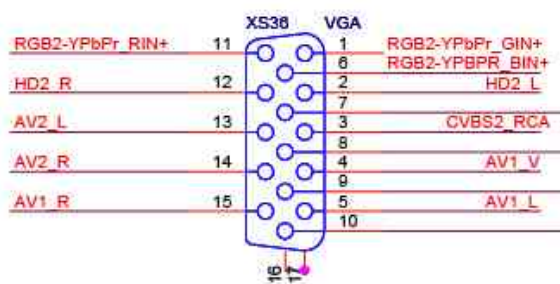 XS36 VGA
RGB2-YPbPr_RIN+ 11 1 RGB2-YPbPr_GIN+
6 RGB2-YPBPR_BIN+
HD2_R 12 2 HD2_L
7
AV2_L 13 3 CVBS2_RCA
8
AV2_R 14 4 AV1_V
9
AV1_R 15 5 AV1_L
10
16 17